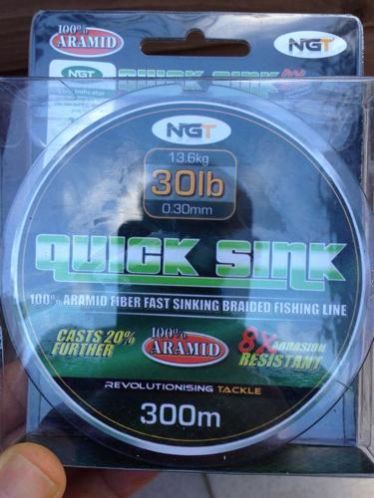 100% ARAMID
NGT
NGT
QUICK SINK
NGT
13.6kg
30lb
0.30mm
QUICK SINK
100% ARAMID FIBER FAST SINKING BRAIDED FISHING LINE
CASTS 20% FURTHER
100% ARAMID
8X ABRASION RESISTANT
REVOLUTIONISING TACKLE
300m